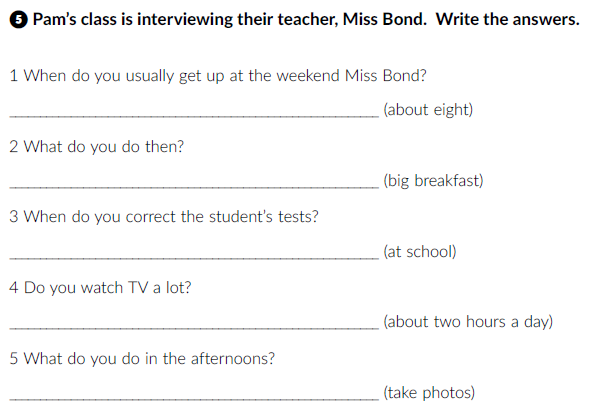 5 Pam's class is interviewing their teacher, Miss Bond. Write the answers.
1 When do you usually get up at the weekend Miss Bond?
(about eight)
2 What do you do then?
(big breakfast)
3 When do you correct the student's tests?
(at school)
4 Do you watch TV a lot?
(about two hours a day)
5 What do you do in the afternoons?
(take photos)